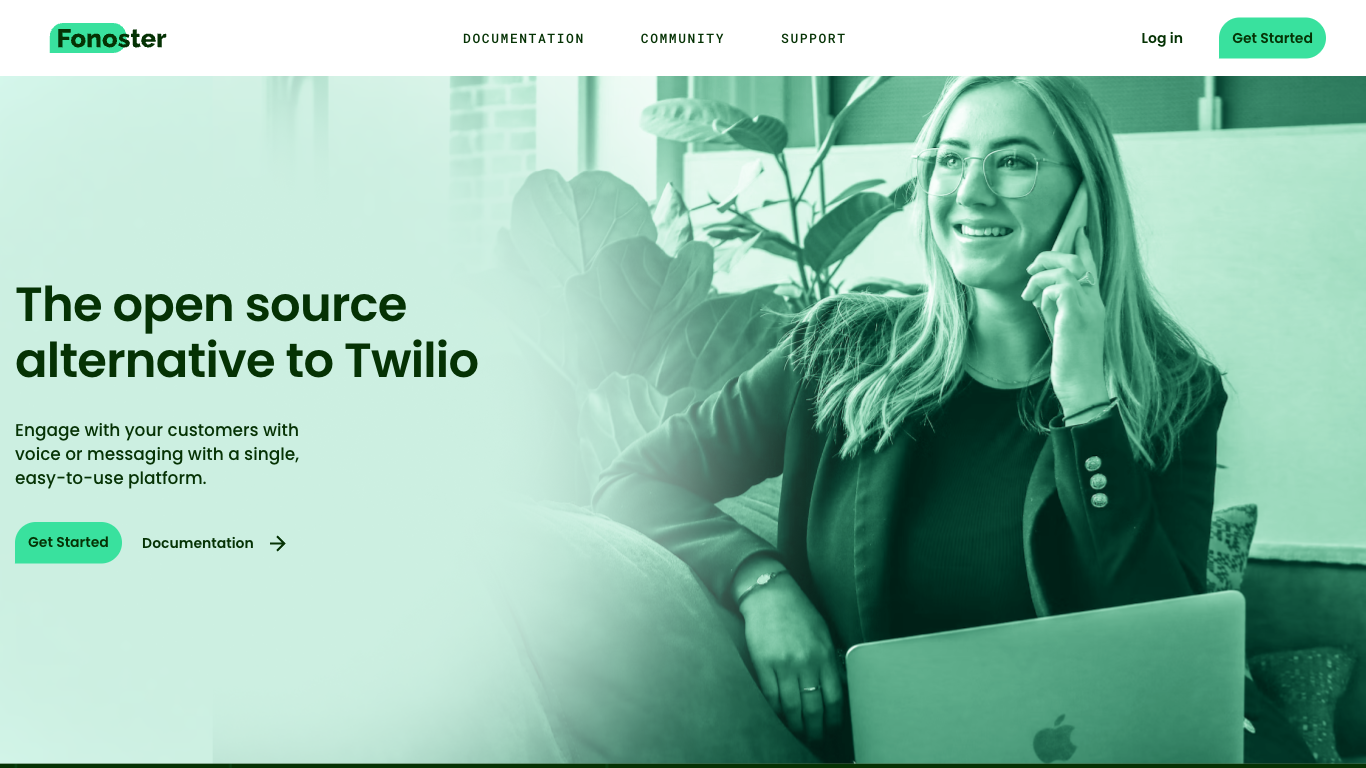 Fonoster
DOCUMENTATION
COMMUNITY
SUPPORT
Log in
Get Started
The open source
alternative to Twilio
Engage with your customers with
voice or messaging with a single,
easy-to-use platform.
Get Started
Documentation